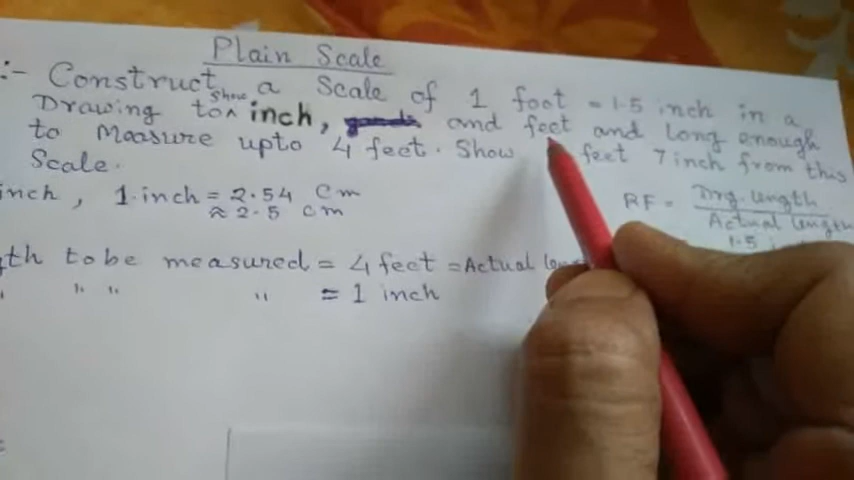 Plain Scale
:- Construct a Scale of 1 foot = 1.5 inch in a
Drawing to show inch, and feet and long enough
to measure upto 4 feet. Show feet 7 inch from this
Scale.
inch, 1 inch = 2.54 cm
≈ 2.5 cm
RF = Drg. length
Actual length
1.5
th to be measured = 4 feet = Actual
" " " " = 1 inch